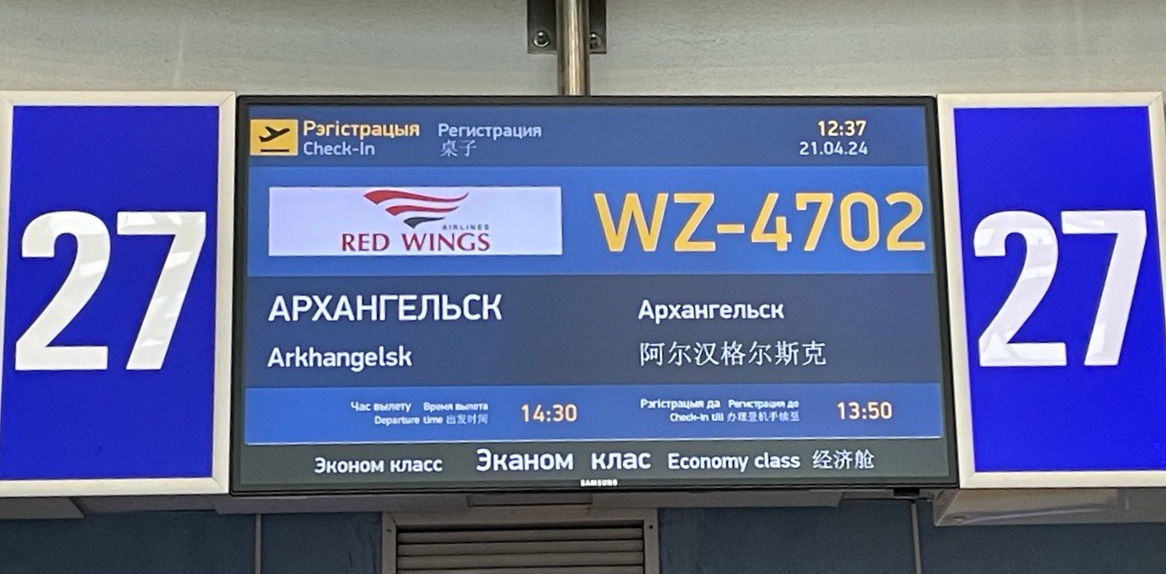 27
Рэгістрацыя Регистрация
Check-In 桌子
12:37
21.04.24
AIRLINES
RED WINGS
WZ-4702
АРХАНГЕЛЬСК Архангельск
Arkhangelsk 阿尔汉格尔斯克
Час вылету Время вылета
Departure time 出发时间
14:30
Рэгістрацыя да Регистрация до
Check-in till 办理登机手续至
13:50
Эконом класс Эканом клас Economy class 经济舱
SAMSUNG
27